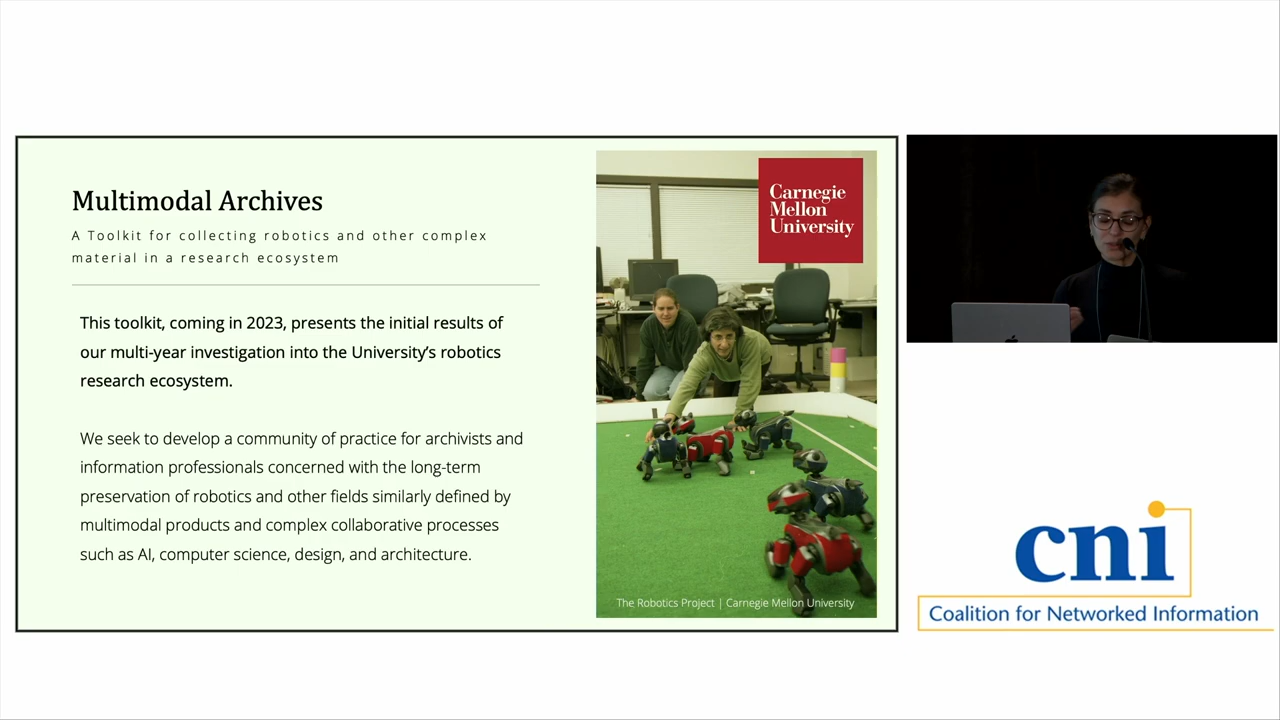 Multimodal Archives
A Toolkit for collecting robotics and other complex
material in a research ecosystem
This toolkit, coming in 2023, presents the initial results of
our multi-year investigation into the University’s robotics
research ecosystem.
We seek to develop a community of practice for archivists and
information professionals concerned with the long-term
preservation of robotics and other fields similarly defined by
multimodal products and complex collaborative processes
such as AI, computer science, design, and architecture.
Carnegie
Mellon
University
The Robotics Project | Carnegie Mellon University
cni
Coalition for Networked Information